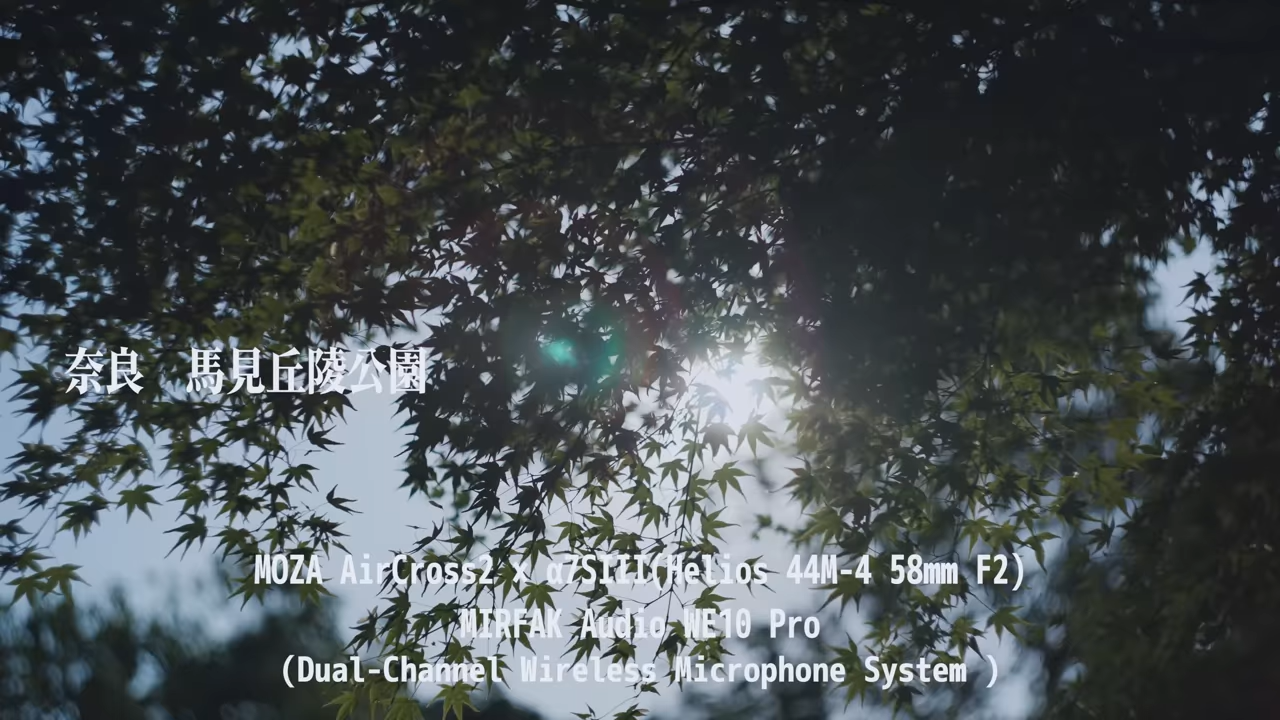 奈良　馬見丘陵公園
MOZA AirCross2 x α7SIII(Helios 44M-4 58mm F2)
MIRFAK Audio WE10 Pro
(Dual-Channel Wireless Microphone System )